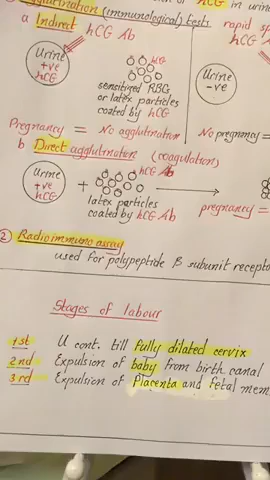 Agglutination (immunological) tests rapid
a Indirect hCG Ab hCG A
Urine +ve hCG
hCG
Urine -ve
sensitized RBC
or latex particles
coated by hCG
Pregnancy = No agglutination No pregnancy =
b Direct agglutination (coagulation)
Urine +ve hCG
+
hCG Ab
latex particles
coated by hCG Ab
pregnancy =
2 Radioimmuno assay
used for polypeptide β subunit recepto
Stages of labour
1st U cont. till fully dilated cervix
2nd Expulsion of baby from birth canal
3rd Expulsion of Placenta and fetal mem